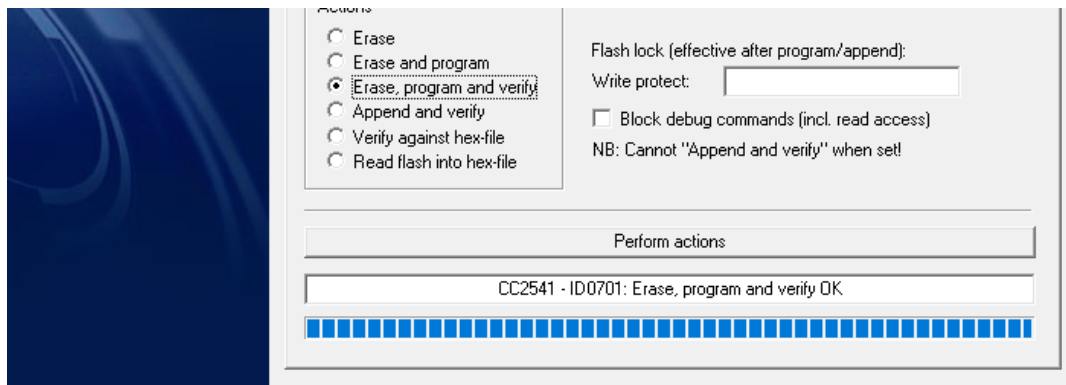 Actions
Erase
Erase and program
Erase, program and verify
Append and verify
Verify against hex-file
Read flash into hex-file
Flash lock (effective after program/append):
Write protect:
Block debug commands (incl. read access)
NB: Cannot "Append and verify" when set!
Perform actions
CC2541 - ID0701: Erase, program and verify OK